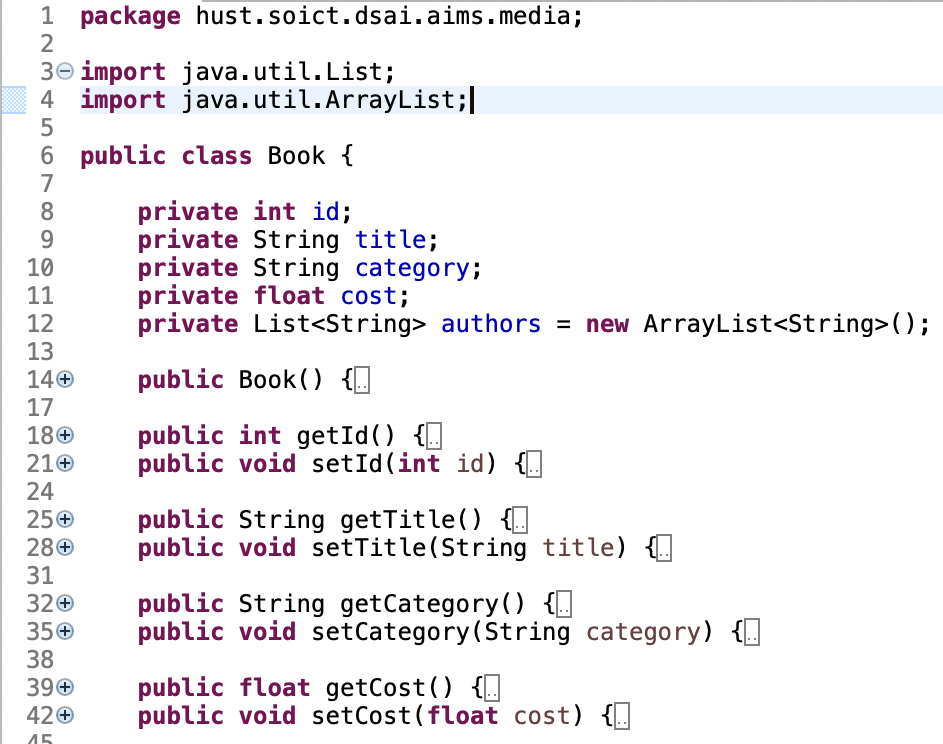 1 package hust.soict.dsai.aims.media;
2
3 import java.util.List;
4 import java.util.ArrayList;
5
6 public class Book {
7
8     private int id;
9     private String title;
10     private String category;
11     private float cost;
12     private List<String> authors = new ArrayList<String>();
13
14     public Book() {..
17
18     public int getId() {..
21     public void setId(int id) {..
24
25     public String getTitle() {..
28     public void setTitle(String title) {..
31
32     public String getCategory() {..
35     public void setCategory(String category) {..
38
39     public float getCost() {..
42     public void setCost(float cost) {..
45